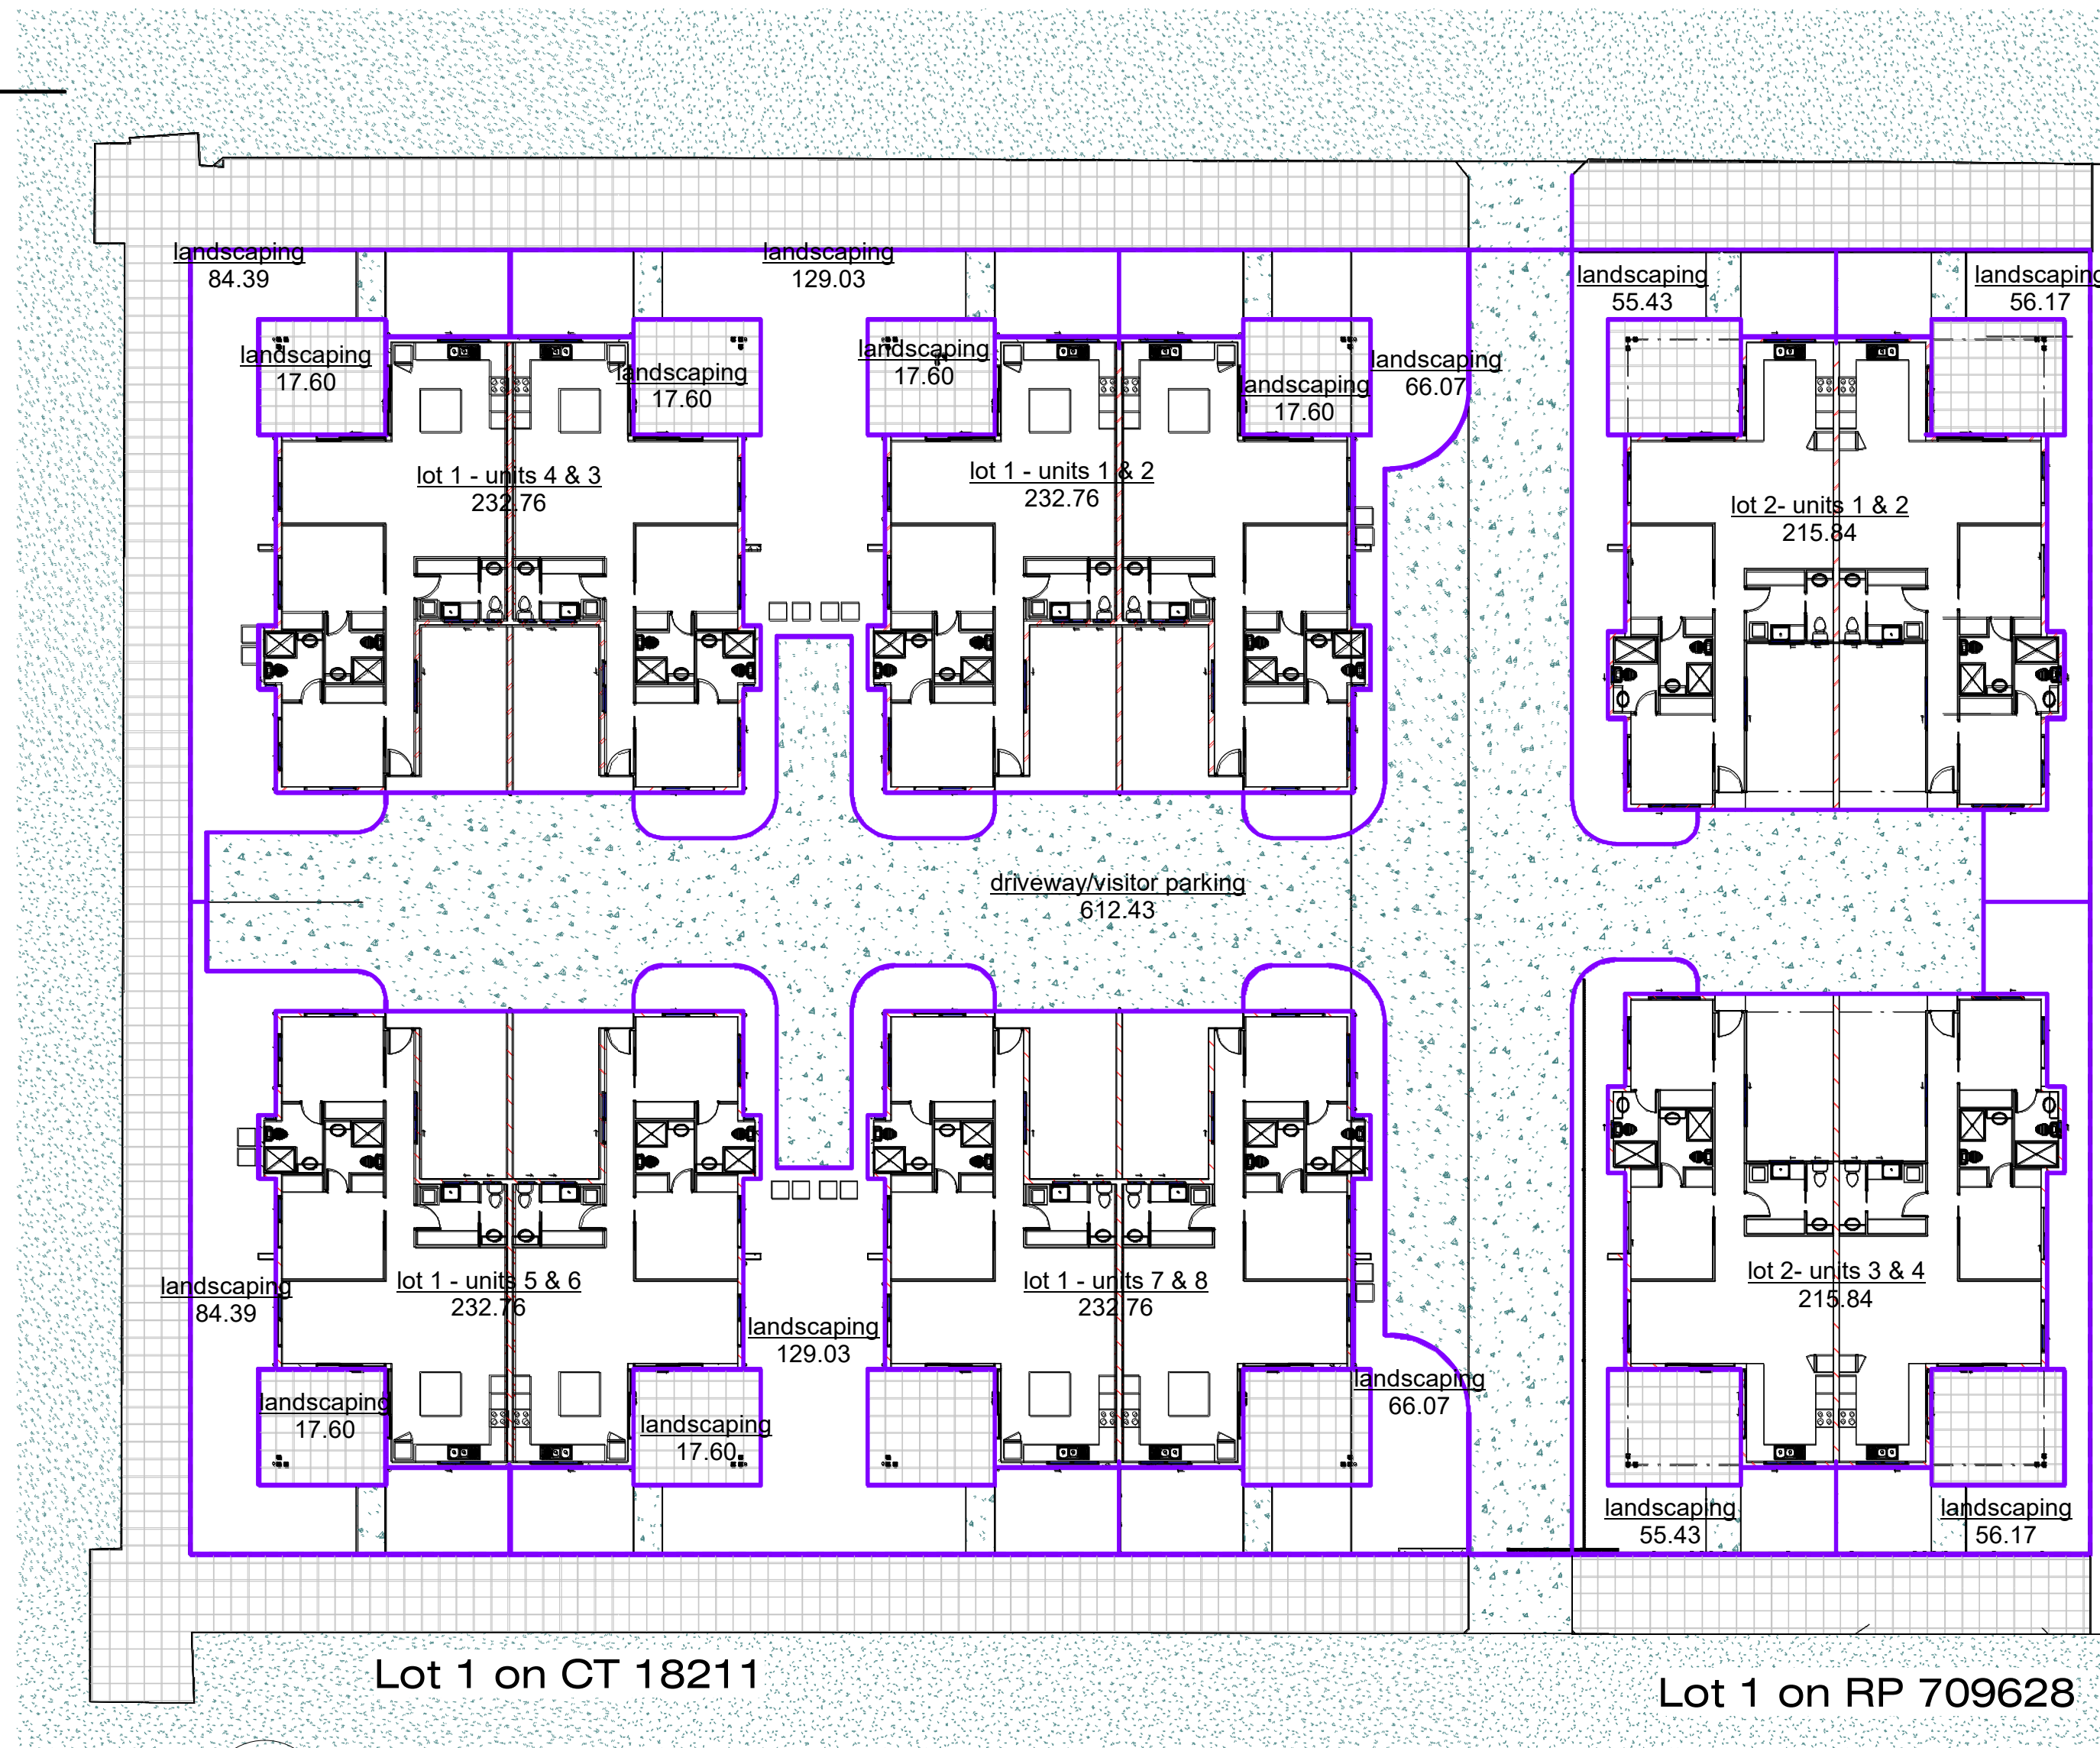 landscaping
84.39
landscaping
129.03
landscaping
55.43
landscaping
56.17
landscaping
17.60
landscaping
17.60
landscaping
17.60
landscaping
17.60
landscaping
66.07
lot 1 - units 4 & 3
232.76
lot 1 - units 1 & 2
232.76
lot 2- units 1 & 2
215.84
driveway/visitor parking
612.43
landscaping
84.39
lot 1 - units 5 & 6
232.76
landscaping
129.03
lot 1 - units 7 & 8
232.76
lot 2- units 3 & 4
215.84
landscaping
17.60
landscaping
17.60
landscaping
66.07
landscaping
55.43
landscaping
56.17
Lot 1 on CT 18211
Lot 1 on RP 709628